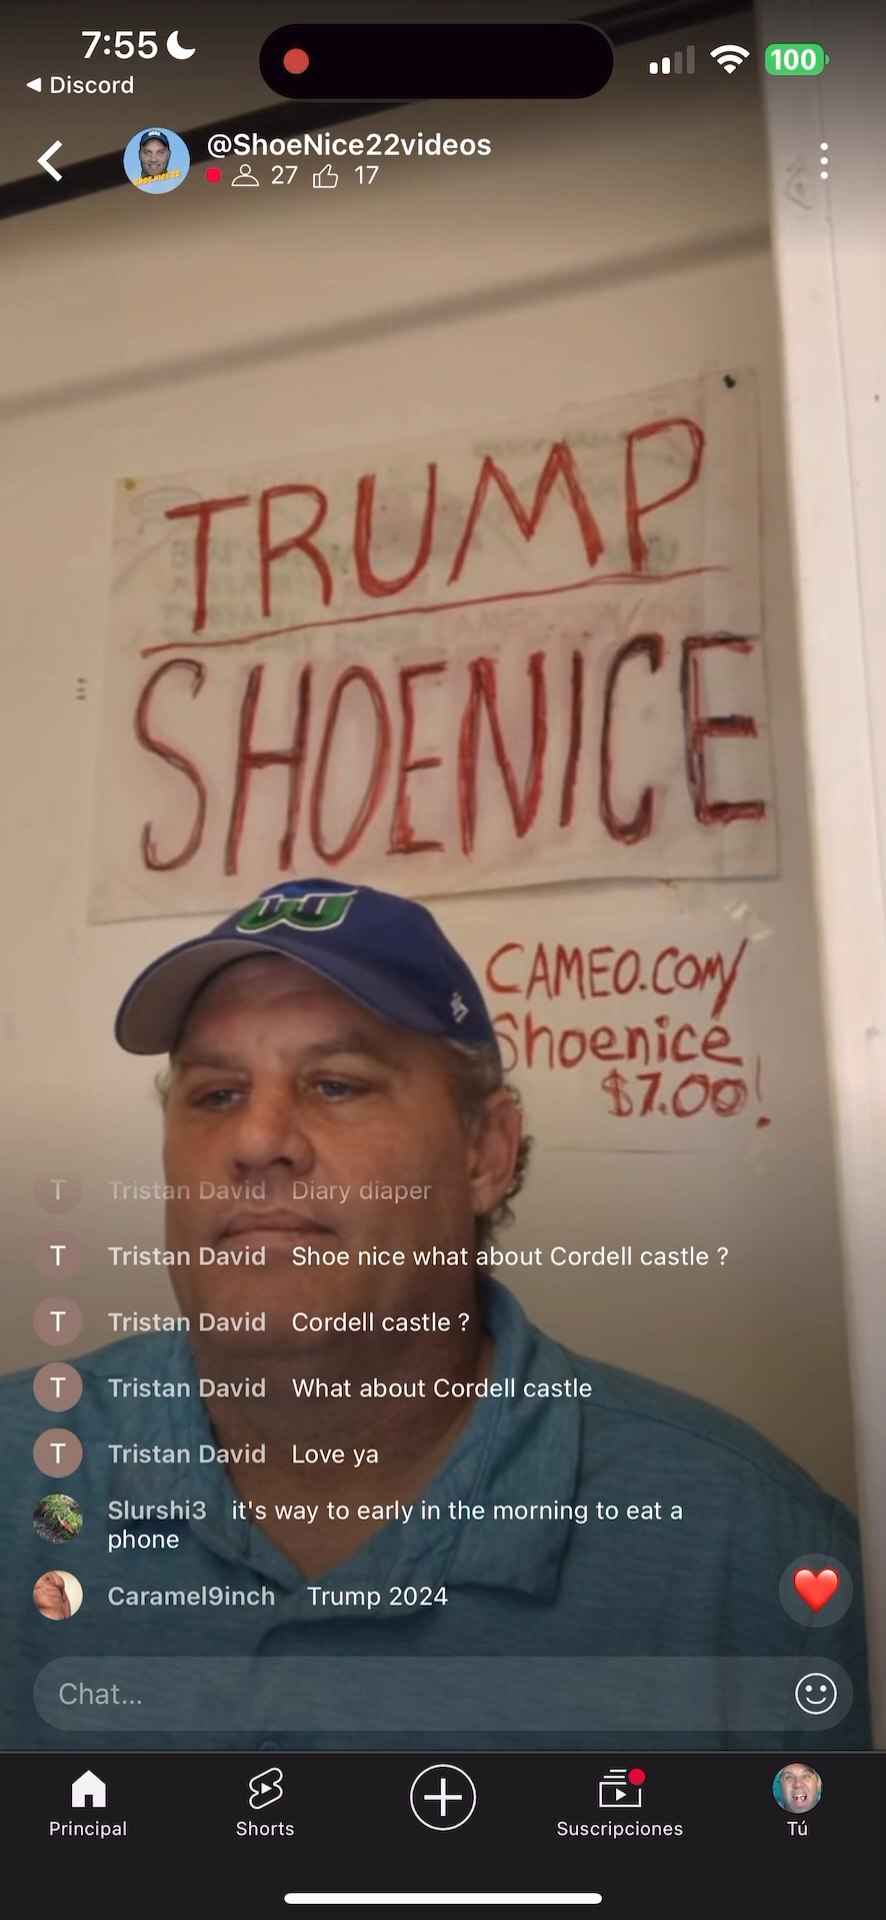 7:55
100
Discord
@ShoeNice22videos
27 17
TRUMP
SHOENICE
W
CAMEO.COM/
Shoenice
$7.00!
T Tristan David Diary diaper
T Tristan David Shoe nice what about Cordell castle ?
T Tristan David Cordell castle ?
T Tristan David What about Cordell castle
T Tristan David Love ya
Slurshi3 it's way to early in the morning to eat a
phone
Caramel9inch Trump 2024
Chat...
Principal
Shorts
Suscripciones
Tú